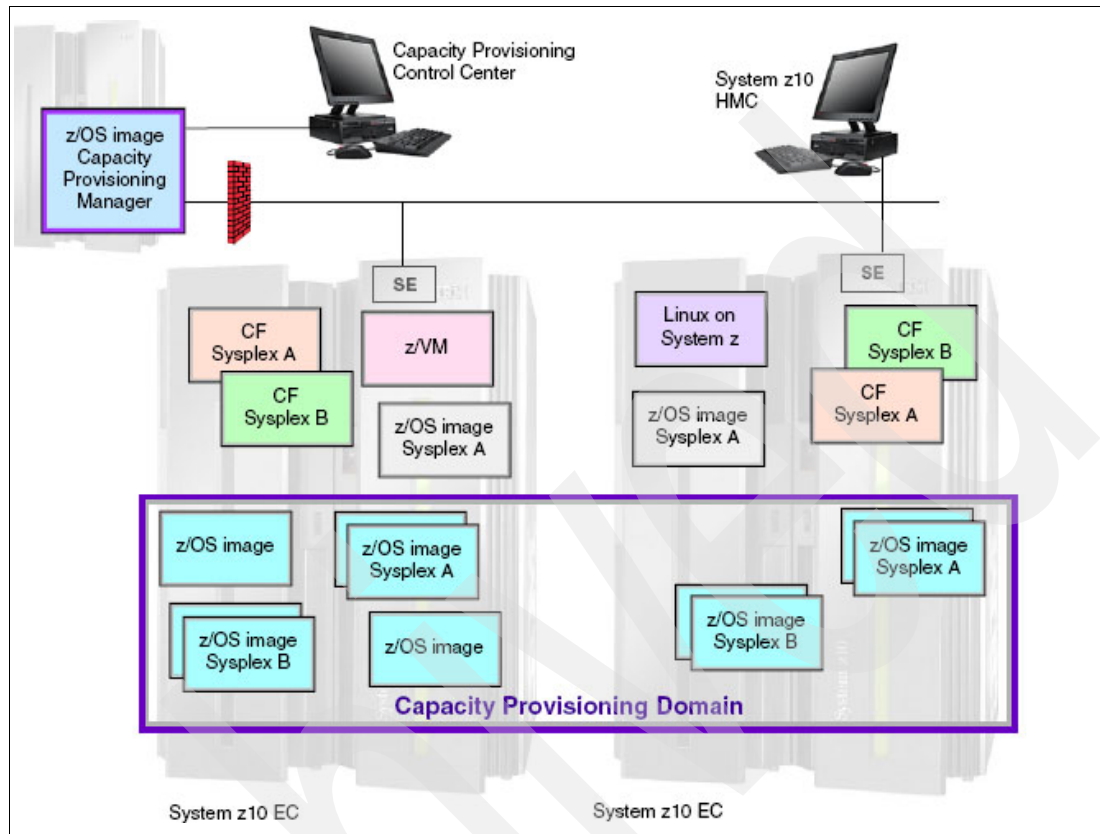 Capacity Provisioning
Control Center
System z10
HMC
z/OS image
Capacity
Provisioning
Manager
SE
SE
CF
Sysplex A
z/VM
Linux on
System z
CF
Sysplex B
CF
Sysplex B
z/OS image
Sysplex A
z/OS image
Sysplex A
CF
Sysplex A
z/OS image
z/OS image
Sysplex A
z/OS image
Sysplex A
z/OS image
Sysplex B
z/OS image
z/OS image
Sysplex B
Capacity Provisioning Domain
System z10 EC
System z10 EC